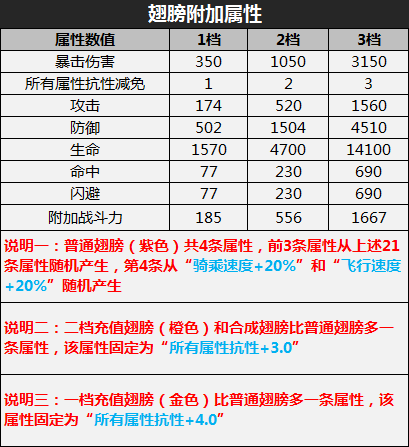 翅膀附加属性
属性数值 1档 2档 3档
暴击伤害 350 1050 3150
所有属性抗性减免 1 2 3
攻击 174 520 1560
防御 502 1504 4510
生命 1570 4700 14100
命中 77 230 690
闪避 77 230 690
附加战斗力 185 556 1667
说明一：普通翅膀（紫色）共4条属性，前3条属性从上述21
条属性随机产生，第4条从“骑乘速度+20%”和“飞行速度
+20%”随机产生
说明二：二档充值翅膀（橙色）和合成翅膀比普通翅膀多一
条属性，该属性固定为“所有属性抗性+3.0”
说明三：一档充值翅膀（金色）比普通翅膀多一条属性，该
属性固定为“所有属性抗性+4.0”